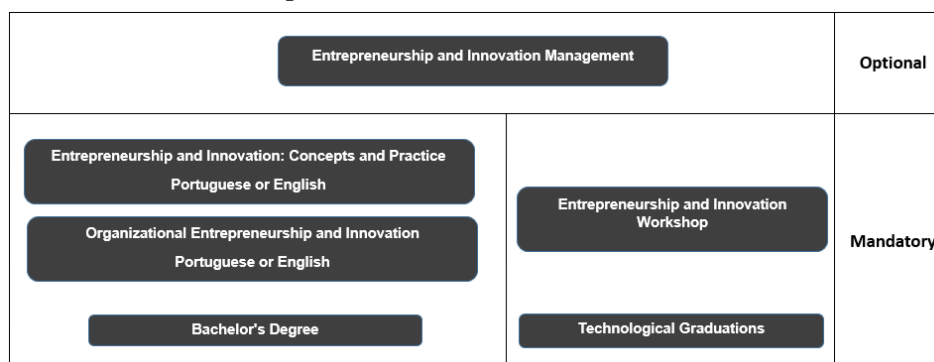 Entrepreneurship and Innovation Management
Optional
Entrepreneurship and Innovation: Concepts and Practice
Portuguese or English
Organizational Entrepreneurship and Innovation
Portuguese or English
Bachelor's Degree
Entrepreneurship and Innovation
Workshop
Technological Graduations
Mandatory